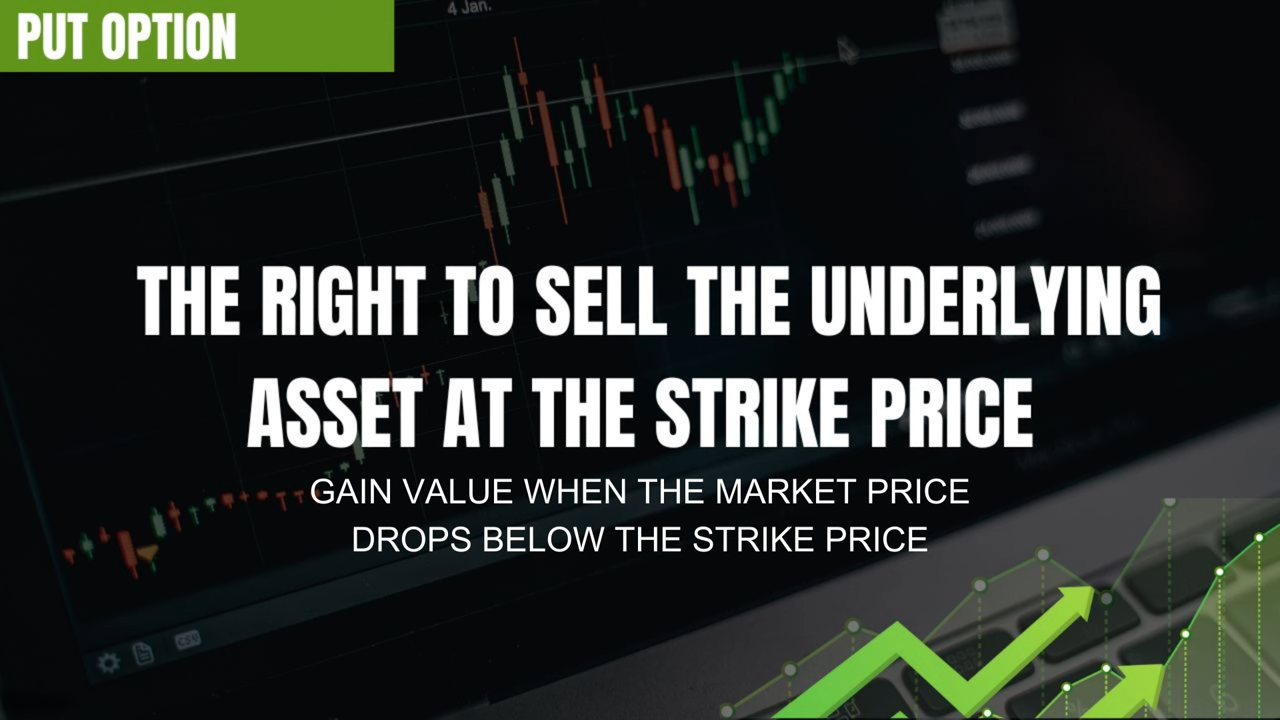 PUT OPTION
4 Jan.
THE RIGHT TO SELL THE UNDERLYING
ASSET AT THE STRIKE PRICE
GAIN VALUE WHEN THE MARKET PRICE
DROPS BELOW THE STRIKE PRICE
CSV